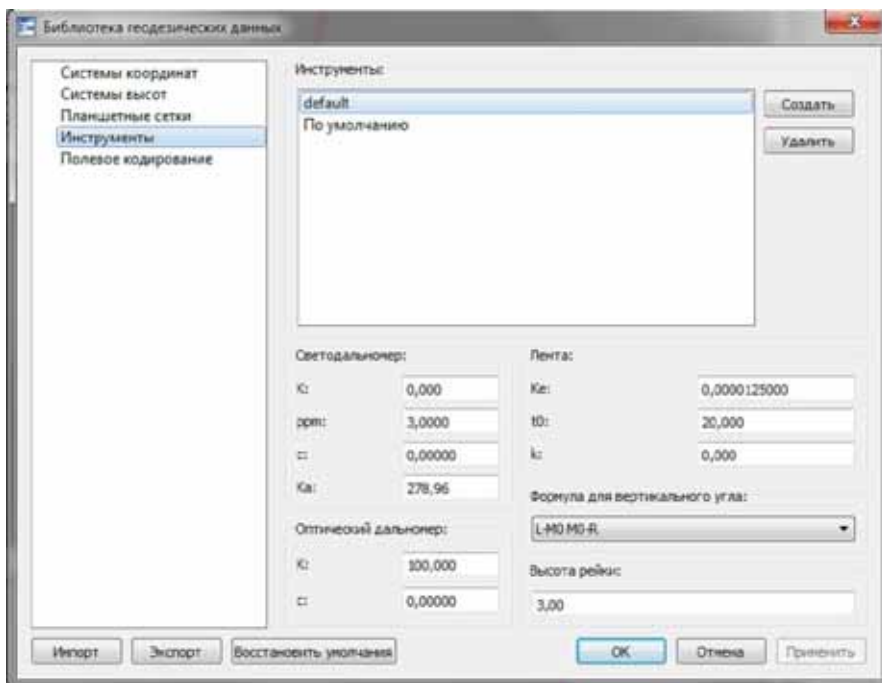 Библиотека геодезических данных
Системы координат
Системы высот
Планшетные сетки
Инструменты
Полевое кодирование
Инструменты:
default
По умолчанию
Создать
Удалить
Светодальномер:
K: 0,000
ppm: 3,0000
c: 0,00000
Ka: 278,96
Оптический дальномер:
K: 100,000
c: 0,00000
Лента:
Ke: 0,0000125000
t0: 20,000
k: 0,000
Формула для вертикального угла:
L-M0 M0-R
Высота рейки:
3,00
Импорт
Экспорт
Восстановить умолчания
OK
Отмена
Применить